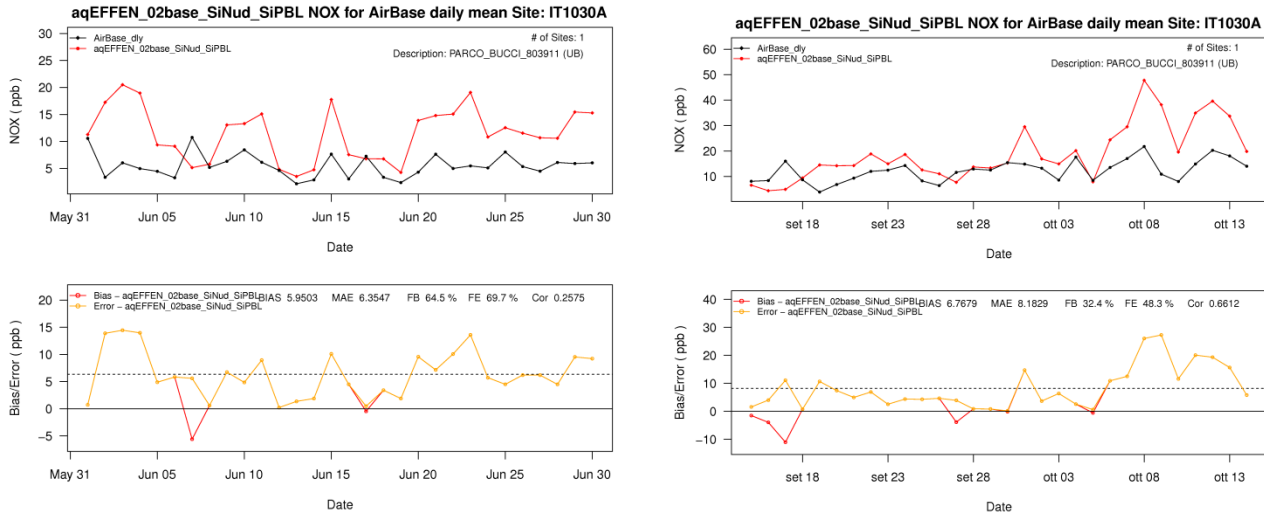 aqEFFEN_02base_SiNud_SiPBL NOX for AirBase daily mean Site: IT1030A
30
25
20
15
10
5
NOX ( ppb )
AirBase_dly
aqEFFEN_02base_SiNud_SiPBL
# of Sites: 1
Description: PARCO_BUCCI_803911 (UB)
May 31 Jun 05 Jun 10 Jun 15 Jun 20 Jun 25 Jun 30
Date
20
15
10
5
0
−5
Bias/Error ( ppb )
Bias − aqEFFEN_02base_SiNud_SiPBL BIAS 5.9503 MAE 6.3547 FB 64.5 % FE 69.7 % Cor 0.2575
Error − aqEFFEN_02base_SiNud_SiPBL
May 31 Jun 05 Jun 10 Jun 15 Jun 20 Jun 25 Jun 30
Date
aqEFFEN_02base_SiNud_SiPBL NOX for AirBase daily mean Site: IT1030A
60
50
40
30
20
10
NOX ( ppb )
AirBase_dly
aqEFFEN_02base_SiNud_SiPBL
# of Sites: 1
Description: PARCO_BUCCI_803911 (UB)
set 18 set 23 set 28 ott 03 ott 08 ott 13
Date
40
30
20
10
0
−10
Bias/Error ( ppb )
Bias − aqEFFEN_02base_SiNud_SiPBL BIAS 6.7679 MAE 8.1829 FB 32.4 % FE 48.3 % Cor 0.6612
Error − aqEFFEN_02base_SiNud_SiPBL
set 18 set 23 set 28 ott 03 ott 08 ott 13
Date